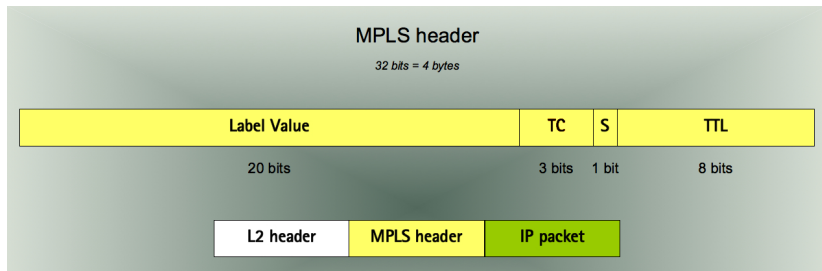 MPLS header
32 bits = 4 bytes
Label Value TC S TTL
20 bits 3 bits 1 bit 8 bits
L2 header MPLS header IP packet